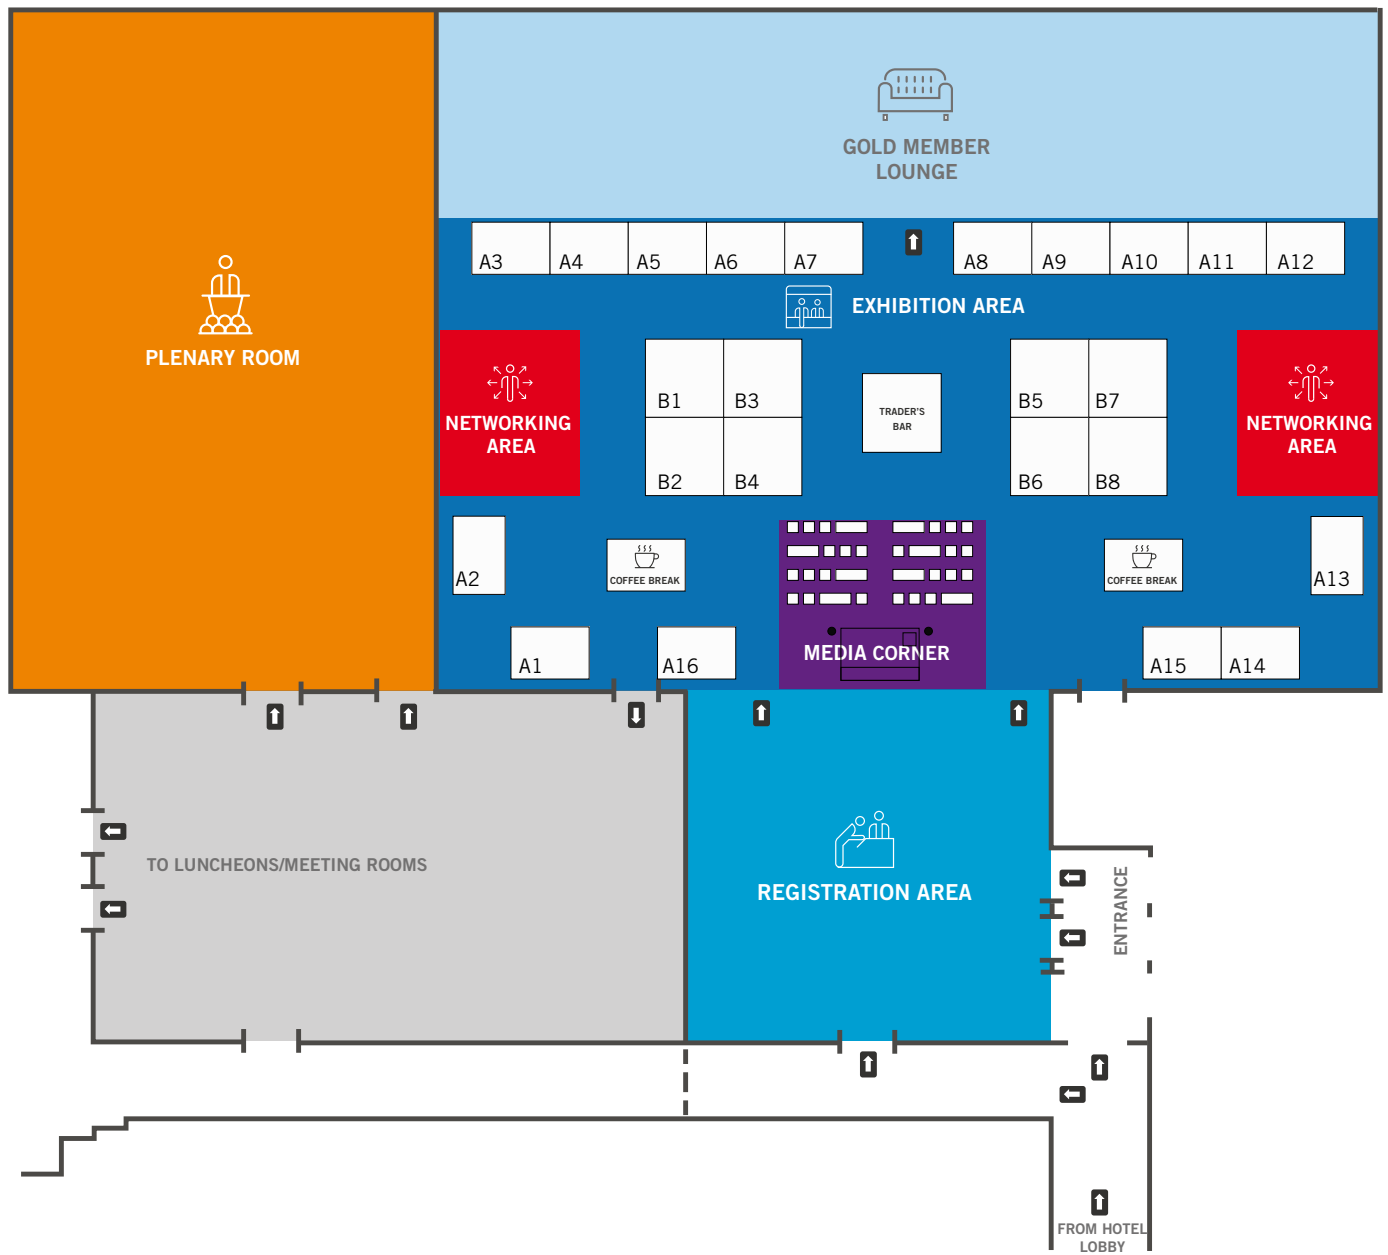 GOLD MEMBER
LOUNGE
A3 A4 A5 A6 A7 A8 A9 A10 A11 A12
EXHIBITION AREA
PLENARY ROOM
NETWORKING
AREA
B1 B3
B2 B4
TRADER'S
BAR
B5 B7
B6 B8
NETWORKING
AREA
A2
COFFEE BREAK
COFFEE BREAK
A13
A1
A16
MEDIA CORNER
A15 A14
TO LUNCHEONS/MEETING ROOMS
REGISTRATION AREA
ENTRANCE
FROM HOTEL
LOBBY